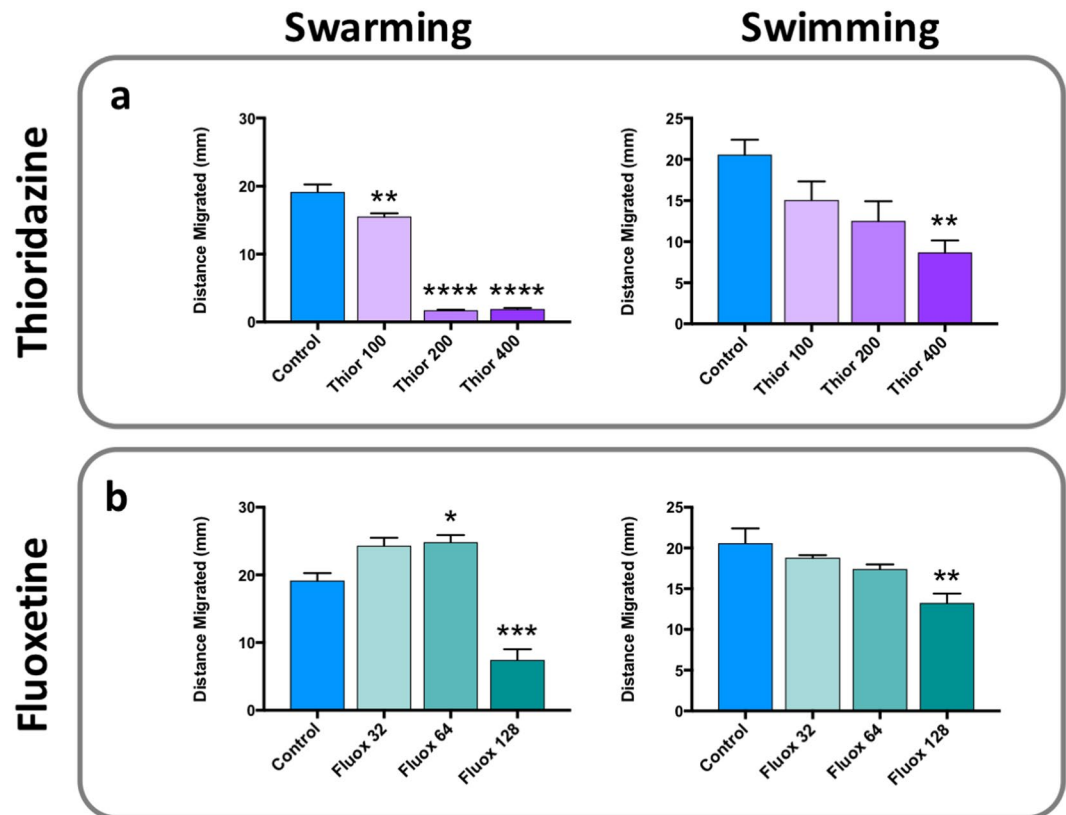 Swarming
Swimming
Thioridazine
a
Distance Migrated (mm)
30
20
10
0
**
****
****
Control
Thior 100
Thior 200
Thior 400
Distance Migrated (mm)
25
20
15
10
5
0
**
Control
Thior 100
Thior 200
Thior 400
Fluoxetine
b
Distance Migrated (mm)
30
20
10
0
*
***
Control
Fluox 32
Fluox 64
Fluox 128
Distance Migrated (mm)
25
20
15
10
5
0
**
Control
Fluox 32
Fluox 64
Fluox 128